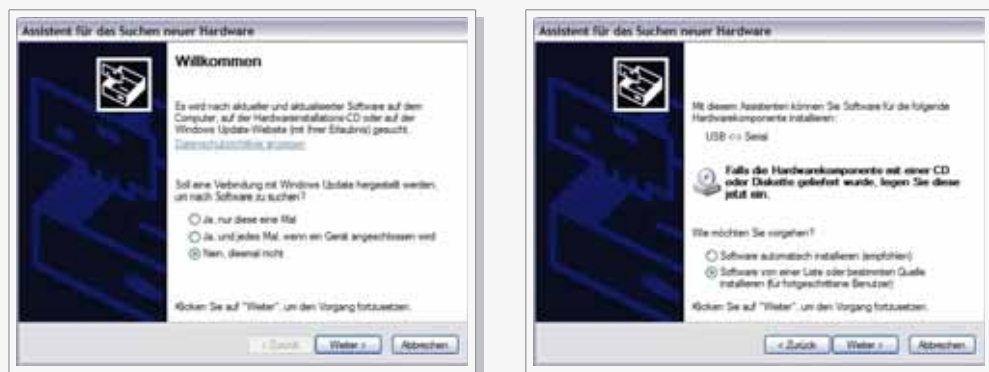 Assistent für das Suchen neuer Hardware
Willkommen
Es wird nach aktueller und aktualisierter Software auf dem
Computer, auf der Hardwareinstallations-CD oder auf der
Windows Update-Website (mit Ihrer Erlaubnis) gesucht.
Datenschutzrichtlinie anzeigen
Soll eine Verbindung mit Windows Update hergestellt werden,
um nach Software zu suchen?
Ja, nur diese eine Mal
Ja, und jedes Mal, wenn ein Gerät angeschlossen wird
Nein, diesmal nicht
Klicken Sie auf "Weiter", um den Vorgang fortzusetzen.
< Zurück
Weiter >
Abbrechen
Assistent für das Suchen neuer Hardware
Mit diesem Assistenten können Sie Software für die folgende
Hardwarekomponente installieren:
USB <-> Serial
Falls die Hardwarekomponente mit einer CD
oder Diskette geliefert wurde, legen Sie diese
jetzt ein.
Wie möchten Sie vorgehen?
Software automatisch installieren (empfohlen)
Software von einer Liste oder bestimmten Quelle
installieren (für fortgeschrittene Benutzer)
Klicken Sie auf "Weiter", um den Vorgang fortzusetzen.
< Zurück
Weiter >
Abbrechen